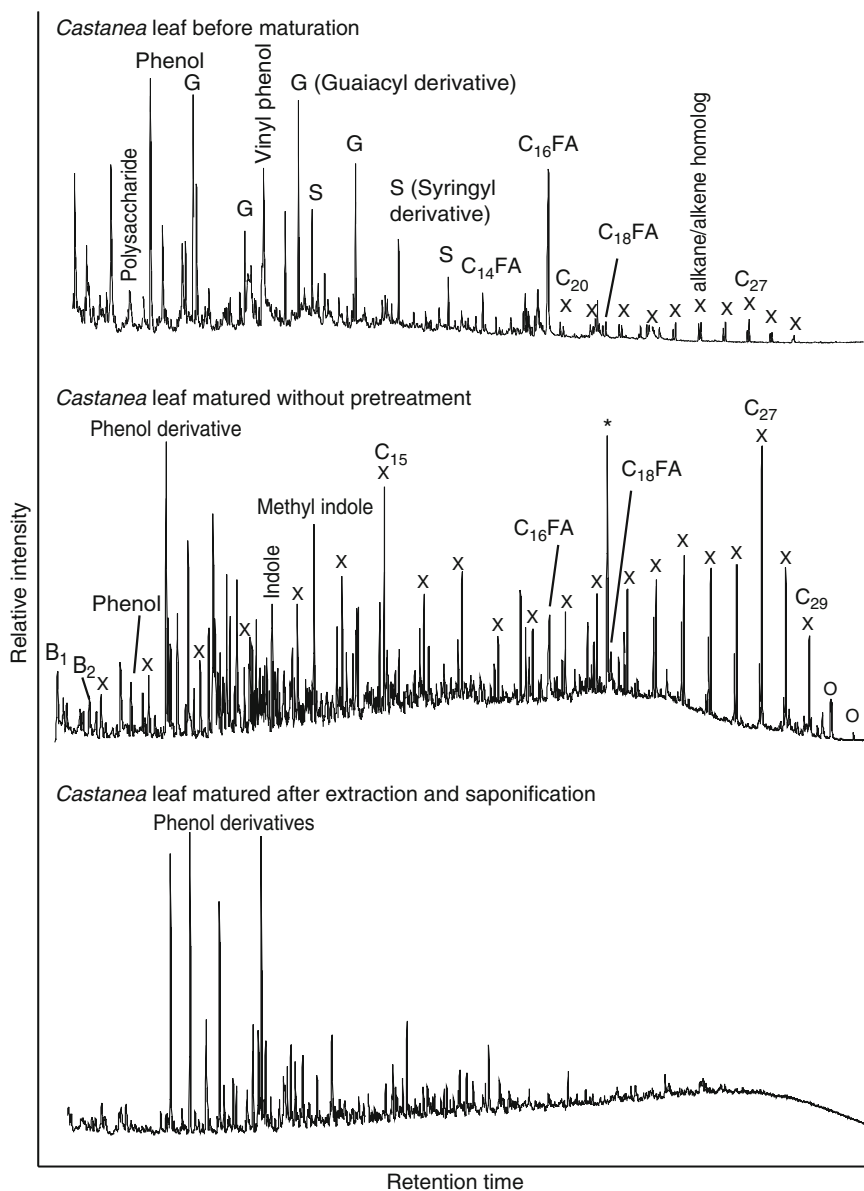 Castanea leaf before maturation
Phenol
G
Vinyl phenol
G (Guaiacyl derivative)
Polysaccharide
G
S
G
S (Syringyl
derivative)
S
C14FA
C16FA
C20
C18FA
alkane/alkene homolog
C27
X X X X X X X X X X
Castanea leaf matured without pretreatment
Phenol derivative
C15
X
Methyl indole
Indole
*
C18FA
C16FA
C27
X
Phenol
B1
B2
X X X X X X X X X X X X X X X X X X X X
C29
X
O
O
Castanea leaf matured after extraction and saponification
Phenol derivatives
Relative intensity
Retention time